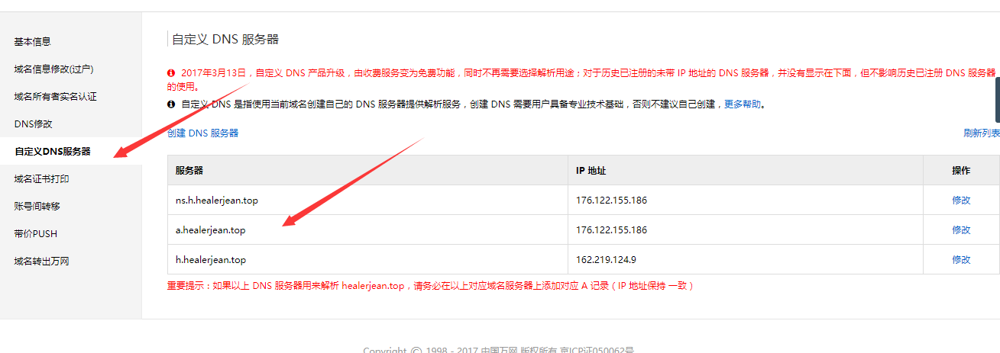 基本信息
域名信息修改(过户)
域名所有者实名认证
DNS修改
自定义DNS服务器
域名证书打印
账号间转移
带价PUSH
域名转出万网
自定义 DNS 服务器
2017年3月13日，自定义 DNS 产品升级，由收费服务变为免费功能，同时不再需要选择解析用途；对于历史已注册的未带 IP 地址的 DNS 服务器，并没有显示在下面，但不影响历史已注册 DNS 服务器
的使用。
自定义 DNS 是指使用当前域名创建自己的 DNS 服务器提供解析服务，创建 DNS 需要用户具备专业技术基础，否则不建议自己创建，更多帮助。
创建 DNS 服务器 刷新列表
服务器 IP 地址 操作
ns.h.healerjean.top 176.122.155.186 修改
a.healerjean.top 176.122.155.186 修改
h.healerjean.top 162.219.124.9 修改
重要提示：如果以上 DNS 服务器用来解析 healerjean.top，请务必在以上对应域名服务器上添加对应 A 记录（IP 地址保持 一致）
Copyright © 1998 - 2017 中国万网 版权所有 京ICP证050062号